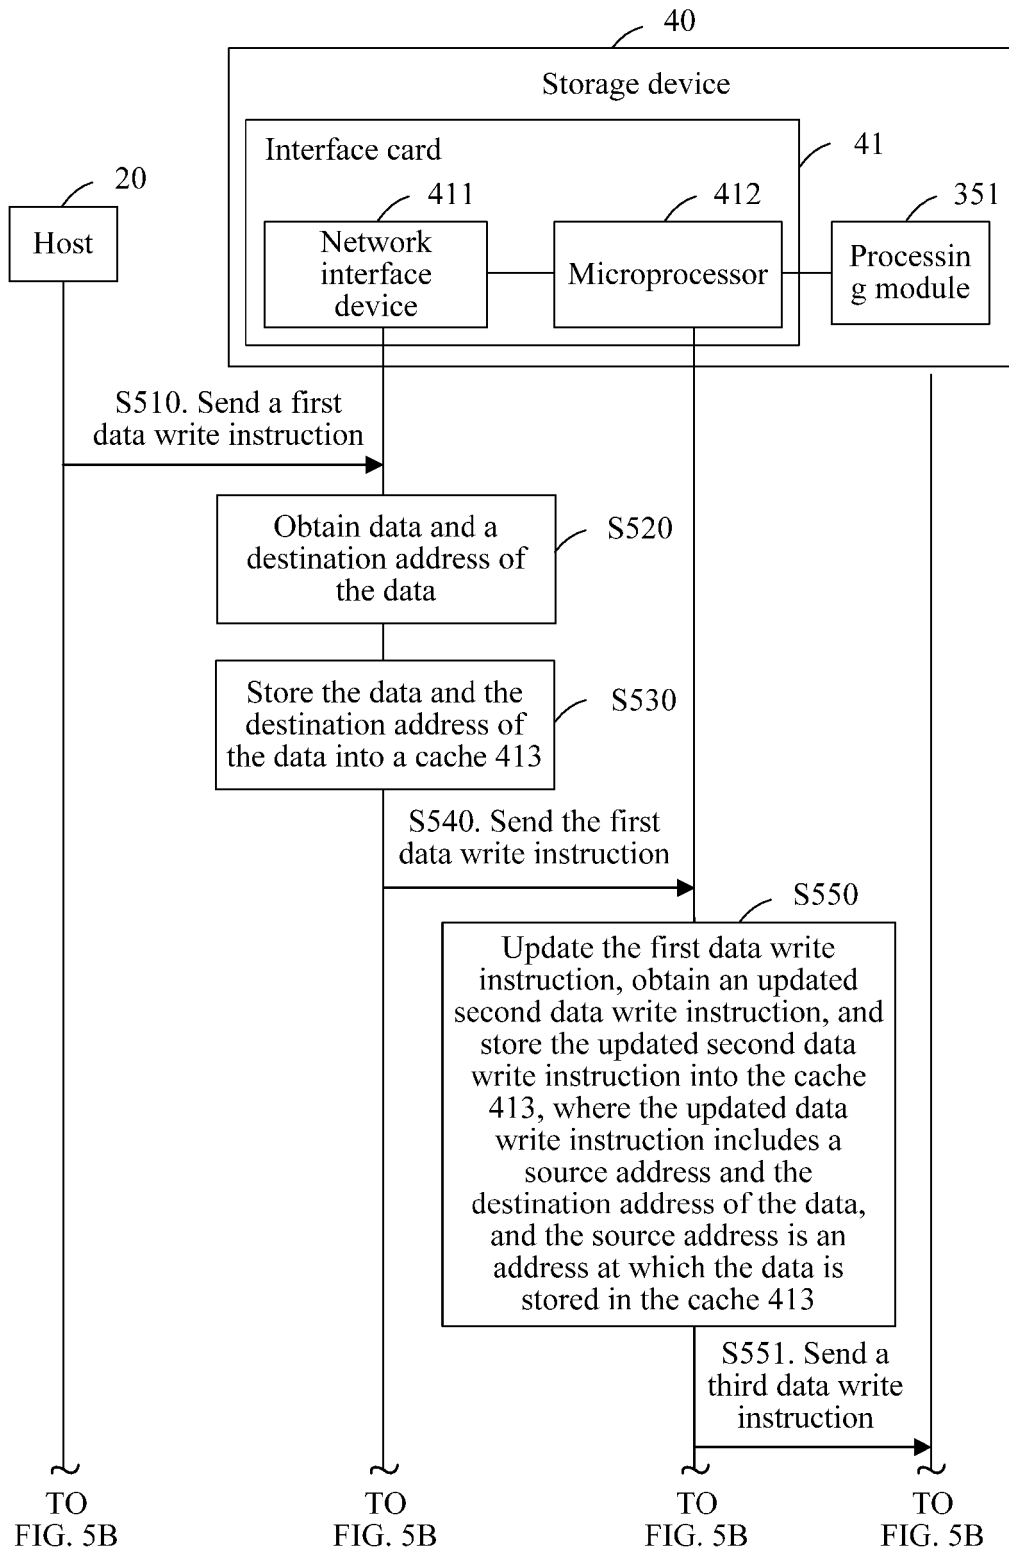 40
Storage device
Interface card
41
20
411
412
351
Host
Network
interface
device
Microprocessor
Processin
g module
S510. Send a first
data write instruction
Obtain data and a
destination address of
the data
S520
Store the data and the
destination address of
the data into a cache 413
S530
S540. Send the first
data write instruction
S550
Update the first data write
instruction, obtain an updated
second data write instruction, and
store the updated second data
write instruction into the cache
413, where the updated data
write instruction includes a
source address and the
destination address of the data,
and the source address is an
address at which the data is
stored in the cache 413
S551. Send a
third data write
instruction
TO
FIG. 5B
TO
FIG. 5B
TO
FIG. 5B
TO
FIG. 5B